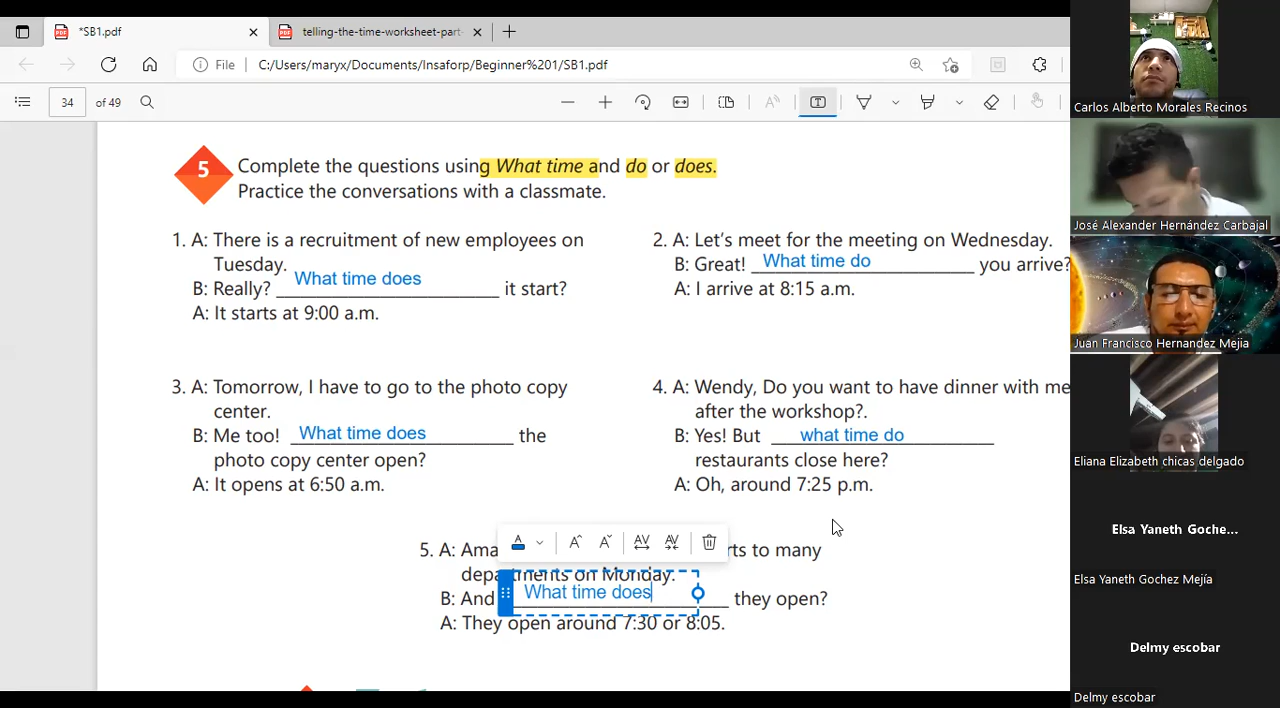 *SB1.pdf
telling-the-time-worksheet-part-
File
C:/Users/maryx/Documents/Insaforp/Beginner%201/SB1.pdf
34 of 49
5
Complete the questions using What time and do or does.
Practice the conversations with a classmate.
1. A: There is a recruitment of new employees on
Tuesday.
What time does
B: Really? ____ it start?
A: It starts at 9:00 a.m.
2. A: Let's meet for the meeting on Wednesday.
What time do
B: Great! ____ you arrive?
A: I arrive at 8:15 a.m.
3. A: Tomorrow, I have to go to the photo copy
center.
What time does
B: Me too! ____ the
photo copy center open?
A: It opens at 6:50 a.m.
4. A: Wendy, Do you want to have dinner with me
after the workshop?.
what time do
B: Yes! But ____
restaurants close here?
A: Oh, around 7:25 p.m.
5. A: Ama rts to many
departments on Monday.
What time does
B: And ____ they open?
A: They open around 7:30 or 8:05.
Carlos Alberto Morales Recinos
José Alexander Hernández Carbajal
Juan Francisco Hernandez Mejia
Eliana Elizabeth chicas delgado
Elsa Yaneth Goche...
Elsa Yaneth Gochez Mejía
Delmy escobar
Delmy escobar